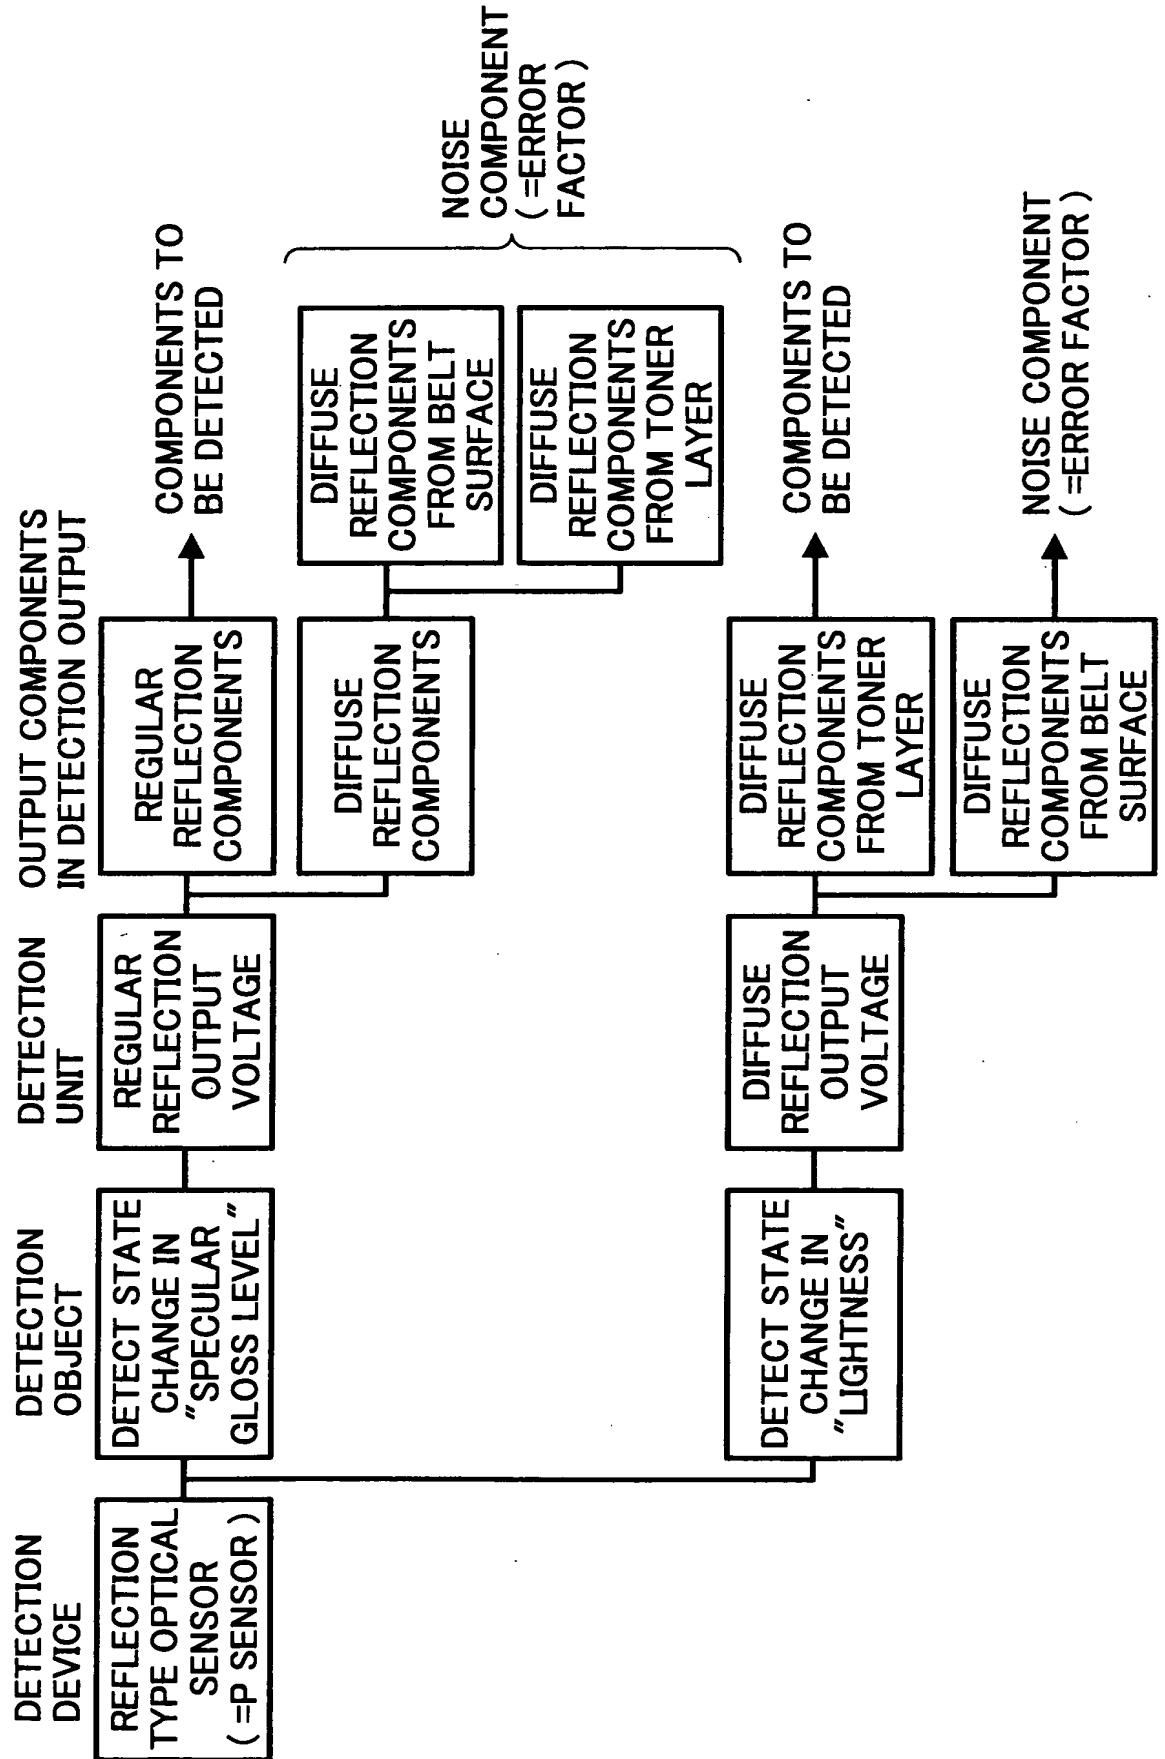 DETECTION
DEVICE
DETECTION
OBJECT
DETECTION
UNIT
OUTPUT COMPONENTS
IN DETECTION OUTPUT
REFLECTION
TYPE OPTICAL
SENSOR
(=P SENSOR)
DETECT STATE
CHANGE IN
"SPECULAR
GLOSS LEVEL"
REGULAR
REFLECTION
OUTPUT
VOLTAGE
REGULAR
REFLECTION
COMPONENTS
COMPONENTS TO
BE DETECTED
DIFFUSE
REFLECTION
COMPONENTS
DIFFUSE
REFLECTION
COMPONENTS
FROM BELT
SURFACE
DIFFUSE
REFLECTION
COMPONENTS
FROM TONER
LAYER
NOISE
COMPONENT
(=ERROR
FACTOR)
DETECT STATE
CHANGE IN
"LIGHTNESS"
DIFFUSE
REFLECTION
OUTPUT
VOLTAGE
DIFFUSE
REFLECTION
COMPONENTS
FROM TONER
LAYER
COMPONENTS TO
BE DETECTED
DIFFUSE
REFLECTION
COMPONENTS
FROM BELT
SURFACE
NOISE COMPONENT
(=ERROR FACTOR)